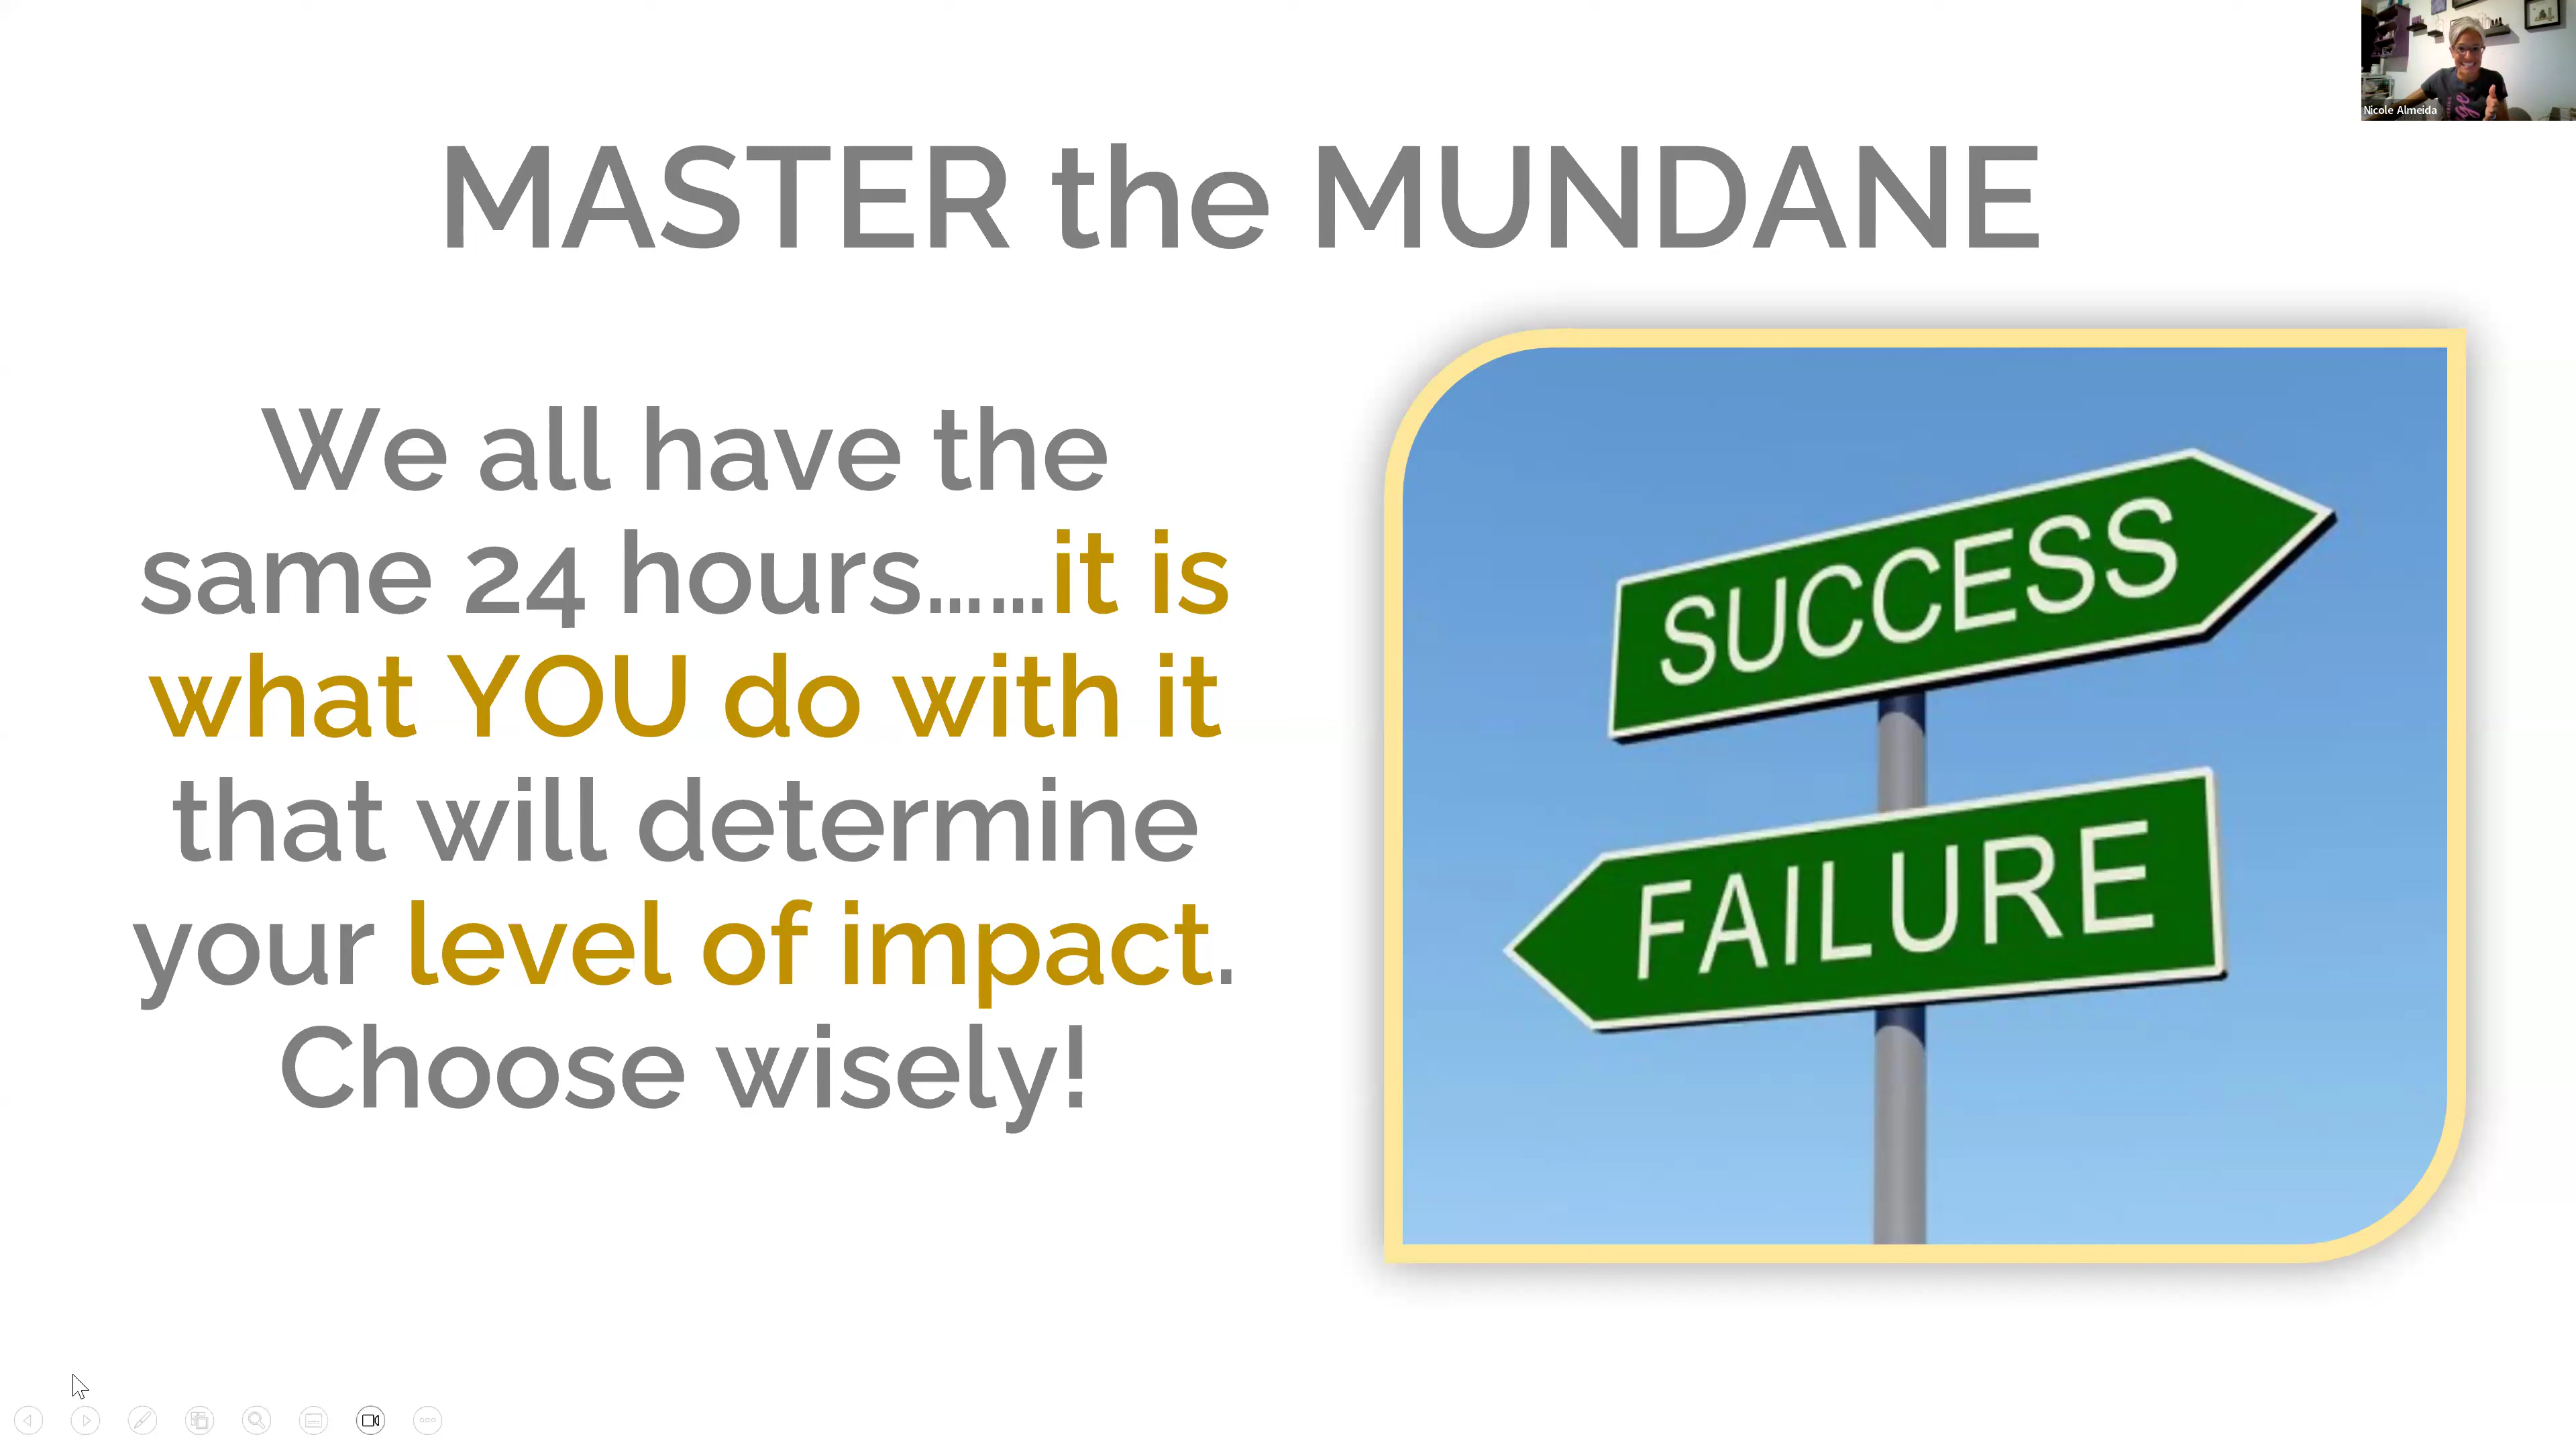 Nicole Almeida
MASTER the MUNDANE
We all have the
same 24 hours……it is
what YOU do with it
that will determine
your level of impact.
Choose wisely!
SUCCESS
FAILURE